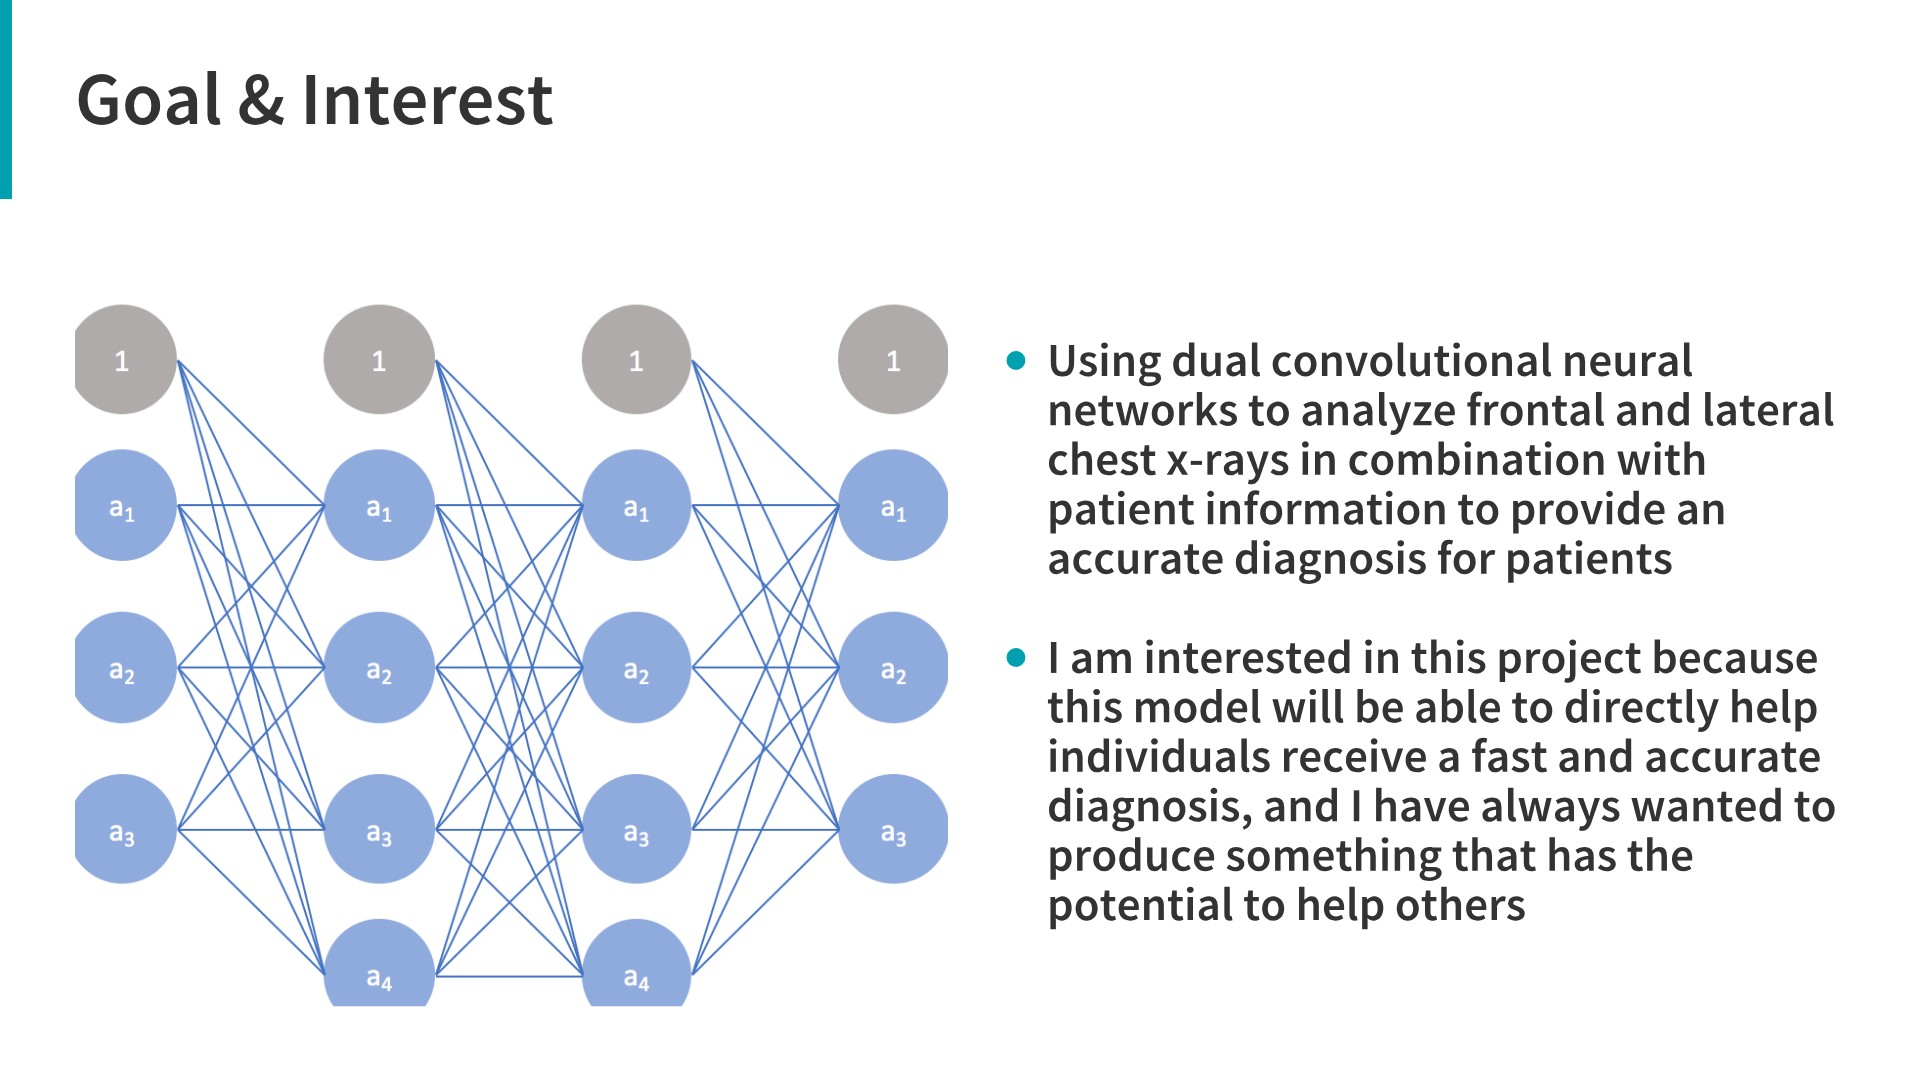 Goal & Interest
1 1 1 1
a₁ a₁ a₁ a₁
a₂ a₂ a₂ a₂
a₃ a₃ a₃ a₃
a₄ a₄
• Using dual convolutional neural
networks to analyze frontal and lateral
chest x-rays in combination with
patient information to provide an
accurate diagnosis for patients
• I am interested in this project because
this model will be able to directly help
individuals receive a fast and accurate
diagnosis, and I have always wanted to
produce something that has the
potential to help others